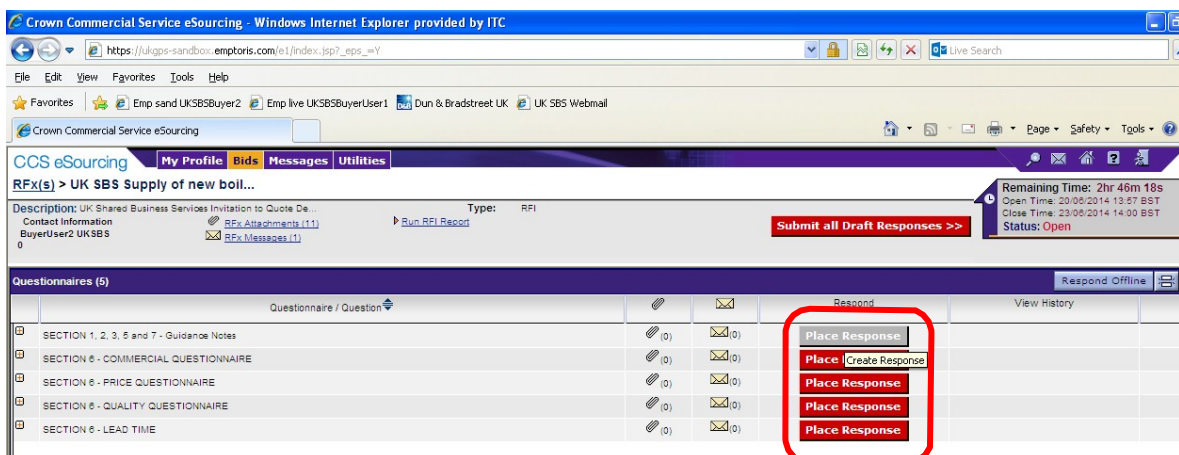 Crown Commercial Service eSourcing - Windows Internet Explorer provided by ITC
https://ukgps-sandbox.emptoris.com/e1/index.jsp?_eps_=Y
Live Search
File Edit View Favorites Tools Help
Favorites Emp sand UKSBSBuyer2 Emp live UKSBSBuyerUser1 Dun & Bradstreet UK UK SBS Webmail
Crown Commercial Service eSourcing
Page Safety Tools
CCS eSourcing My Profile Bids Messages Utilities
RFx(s) > UK SBS Supply of new boil...
Remaining Time: 2hr 46m 18s
Open Time: 20/06/2014 13:57 BST
Close Time: 23/06/2014 14:00 BST
Status: Open
Description: UK Shared Business Services Invitation to Quote De...
Type: RFI
Contact Information
BuyerUser2 UKSBS
0
RFx Attachments (11)
RFx Messages (1)
Run RFI Report
Submit all Draft Responses >>
Questionnaires (5)
Respond Offline
Questionnaire / Question Respond View History
SECTION 1, 2, 3, 5 and 7 - Guidance Notes (0) (0) Place Response
SECTION 6 - COMMERCIAL QUESTIONNAIRE (0) (0) Place
Create Response
SECTION 6 - PRICE QUESTIONNAIRE (0) (0) Place Response
SECTION 6 - QUALITY QUESTIONNAIRE (0) (0) Place Response
SECTION 6 - LEAD TIME (0) (0) Place Response